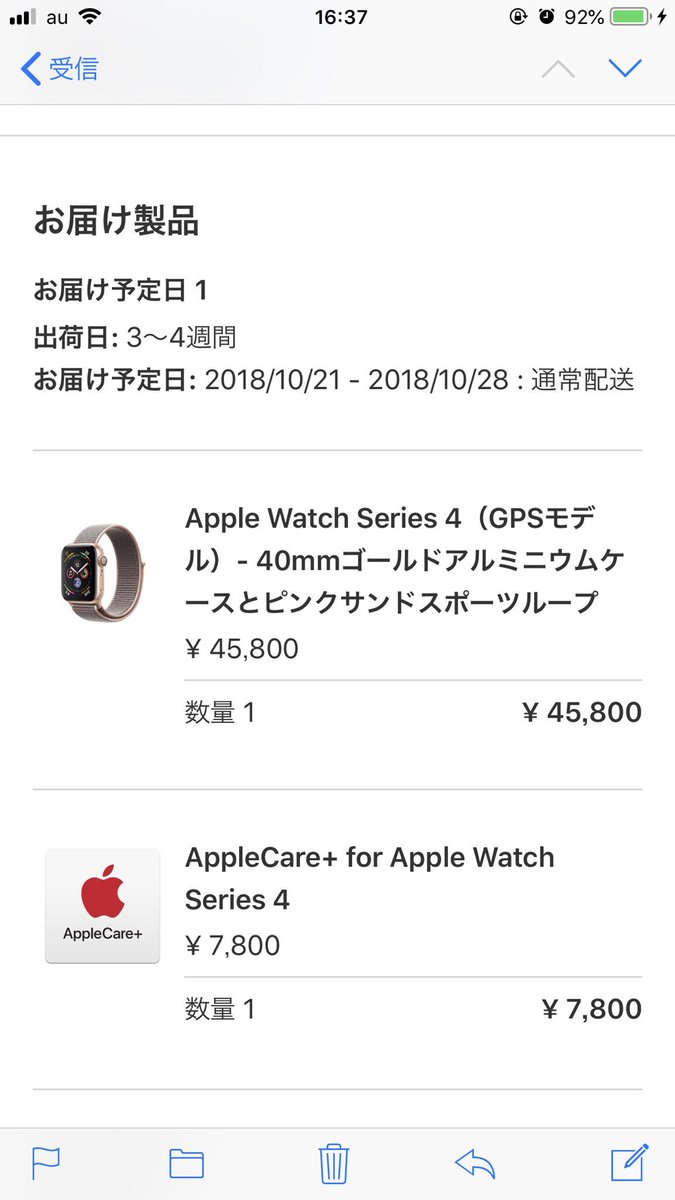 au 16:37 92%
受信
お届け製品
お届け予定日 1
出荷日: 3〜4週間
お届け予定日: 2018/10/21 - 2018/10/28 : 通常配送
Apple Watch Series 4（GPSモデ
ル）- 40mmゴールドアルミニウムケ
ースとピンクサンドスポーツループ
¥ 45,800
数量 1 ¥ 45,800
AppleCare+
AppleCare+ for Apple Watch
Series 4
¥ 7,800
数量 1 ¥ 7,800